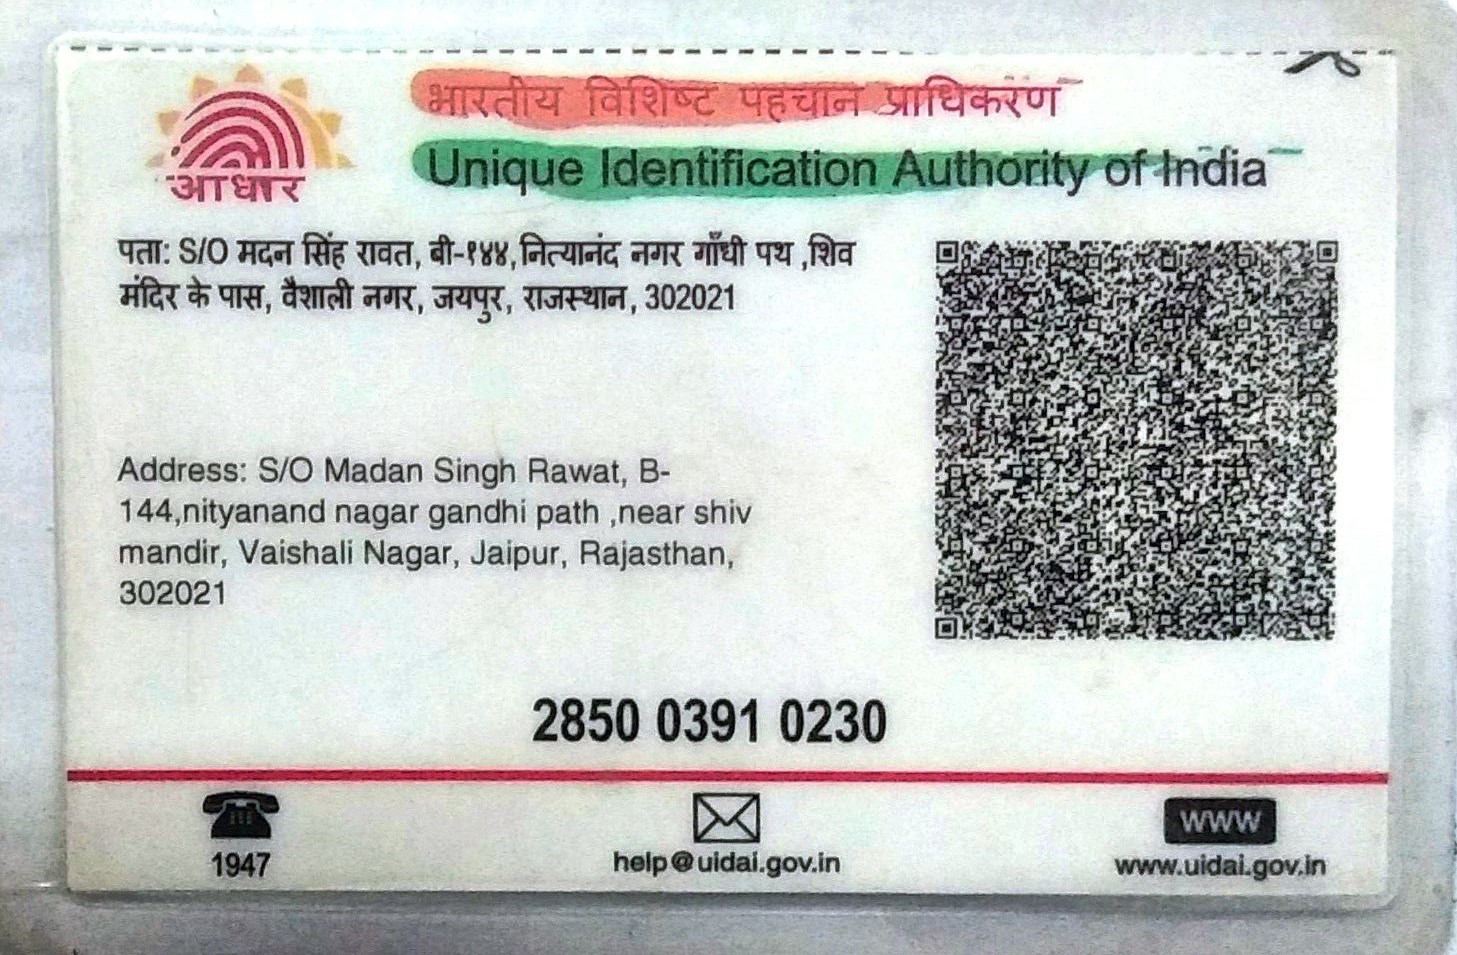 भारतीय विशिष्ट पहचान प्राधिकरण
Unique Identification Authority of India
आधार
पता: S/O मदन सिंह रावत, बी-१४४,नित्यानंद नगर गाँधी पथ ,शिव
मंदिर के पास, वैशाली नगर, जयपुर, राजस्थान, 302021
Address: S/O Madan Singh Rawat, B-
144,nityanand nagar gandhi path ,near shiv
mandir, Vaishali Nagar, Jaipur, Rajasthan,
302021
2850 0391 0230
WWW
1947
help@uidai.gov.in
www.uidai.gov.in